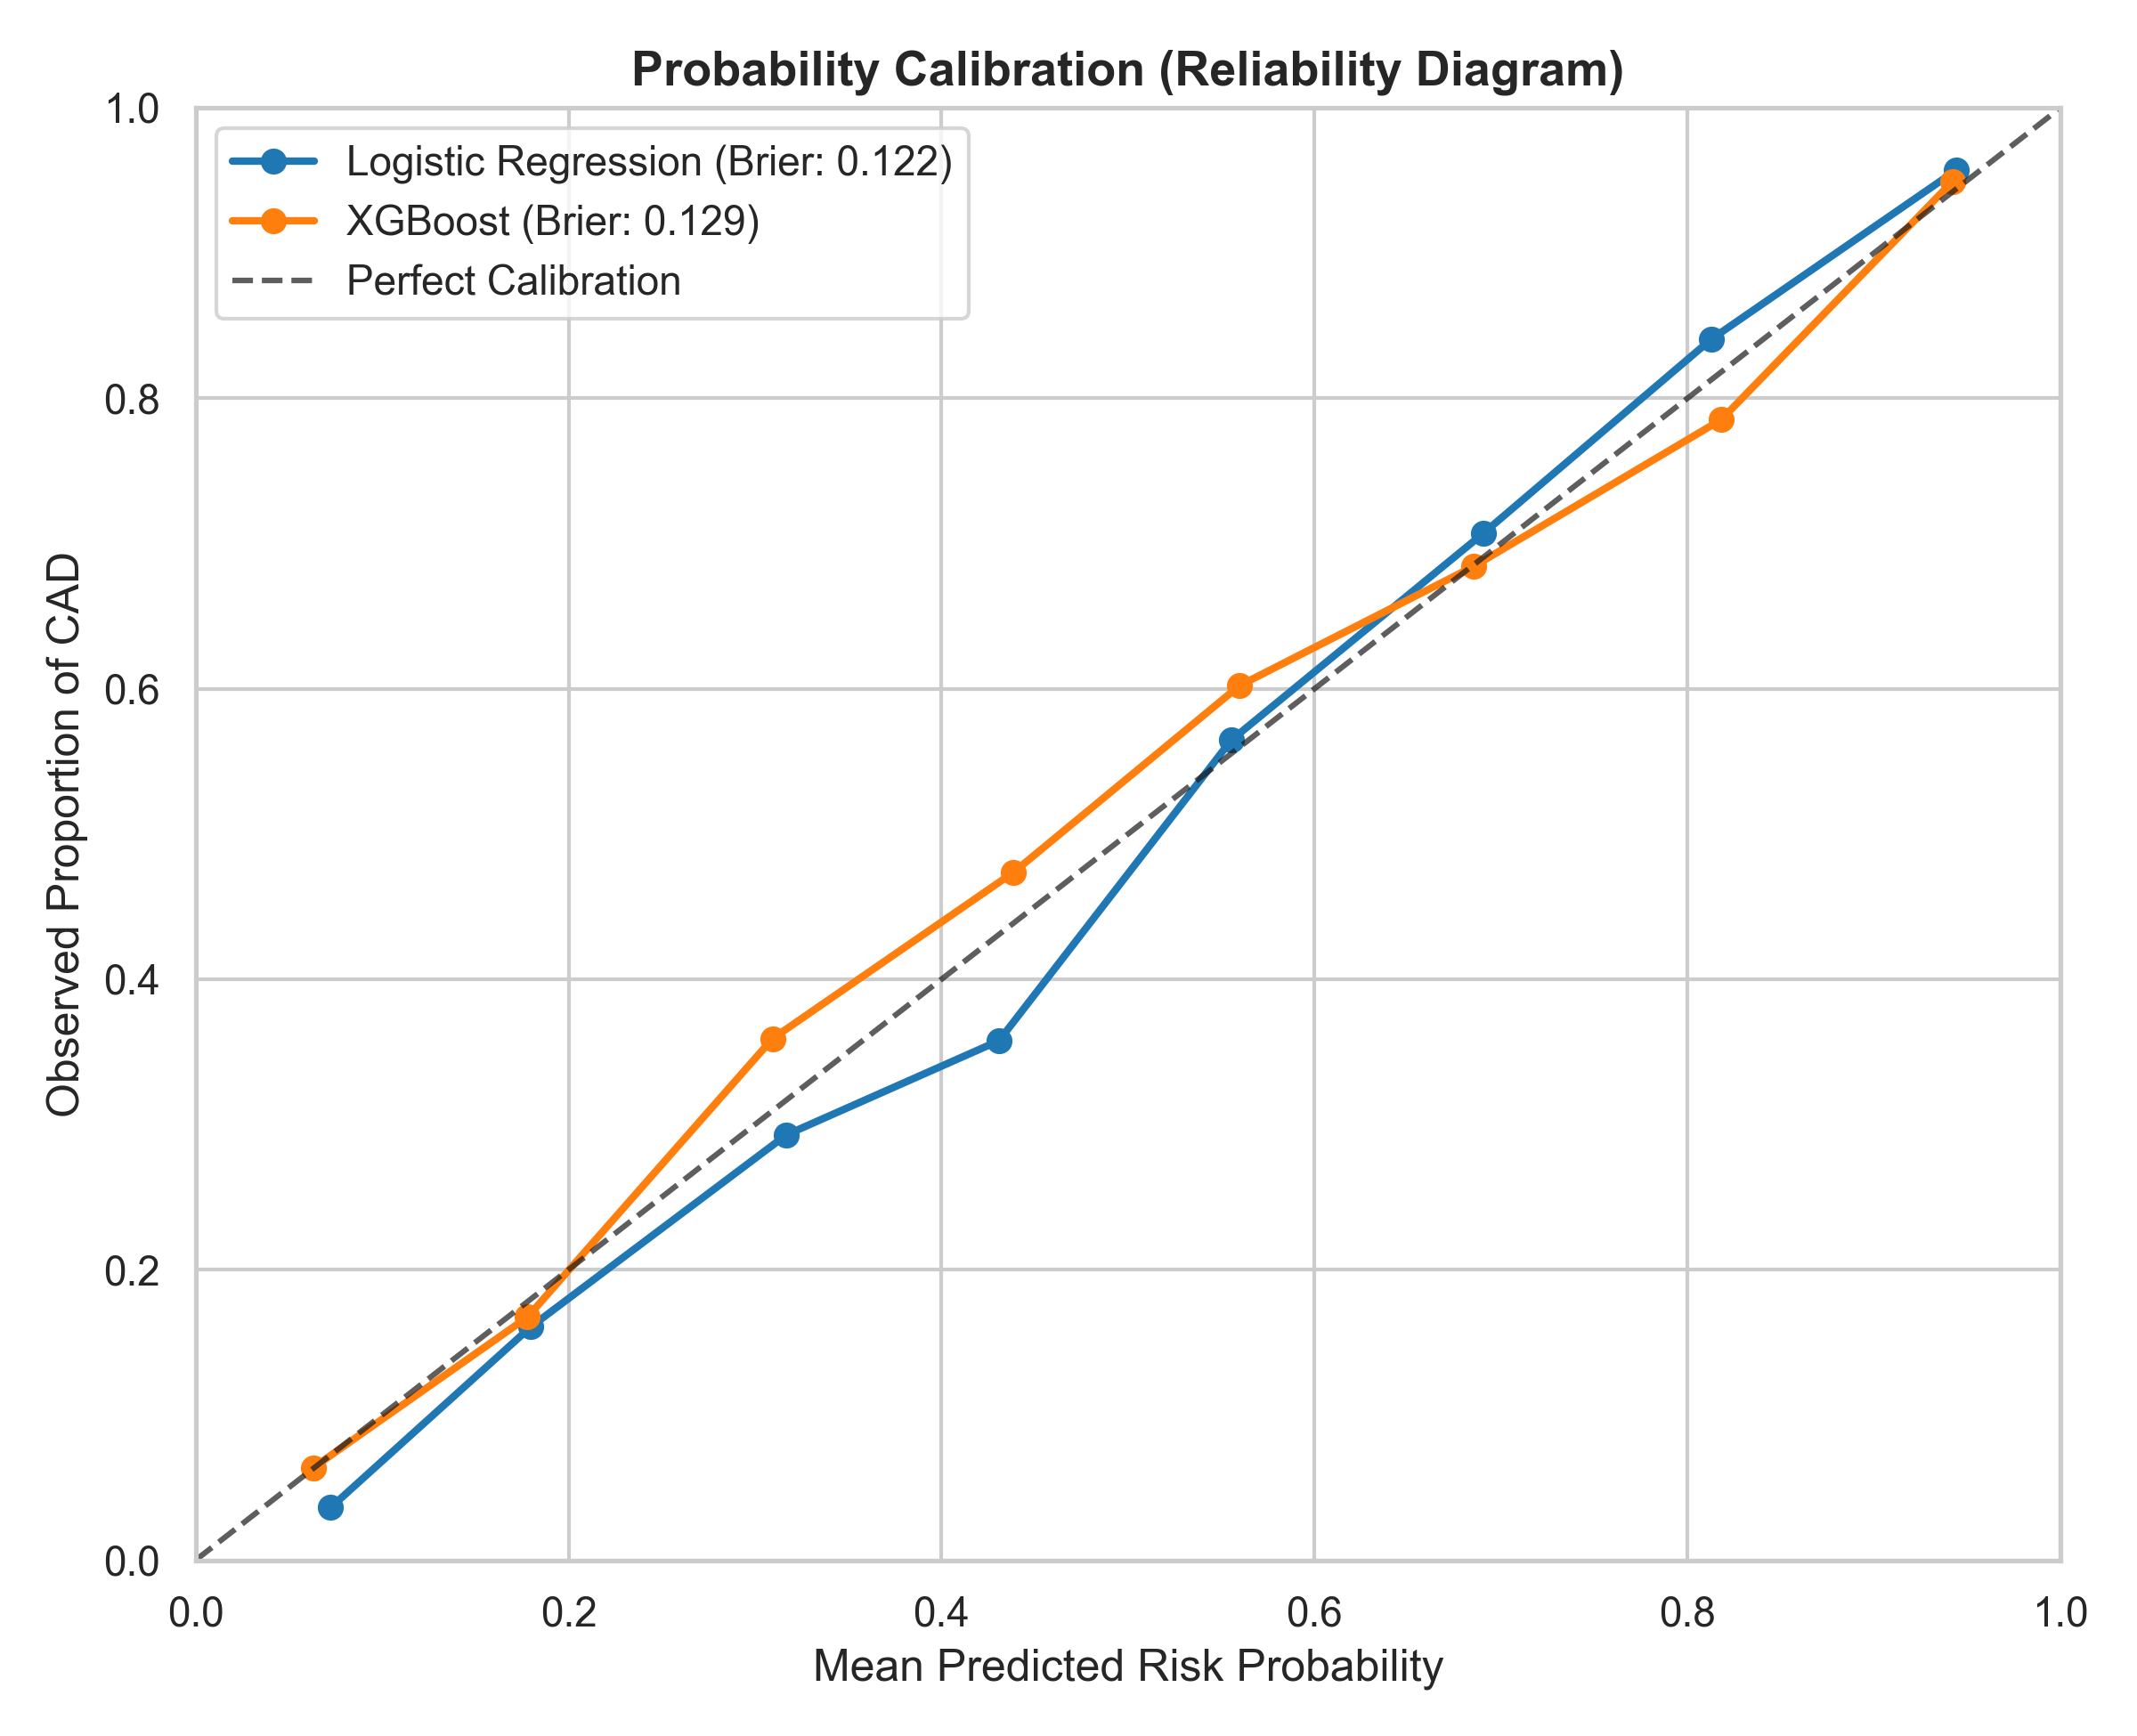 Probability Calibration (Reliability Diagram)
Logistic Regression (Brier: 0.122)
XGBoost (Brier: 0.129)
Perfect Calibration
Observed Proportion of CAD
1.0
0.8
0.6
0.4
0.2
0.0
0.0 0.2 0.4 0.6 0.8 1.0
Mean Predicted Risk Probability